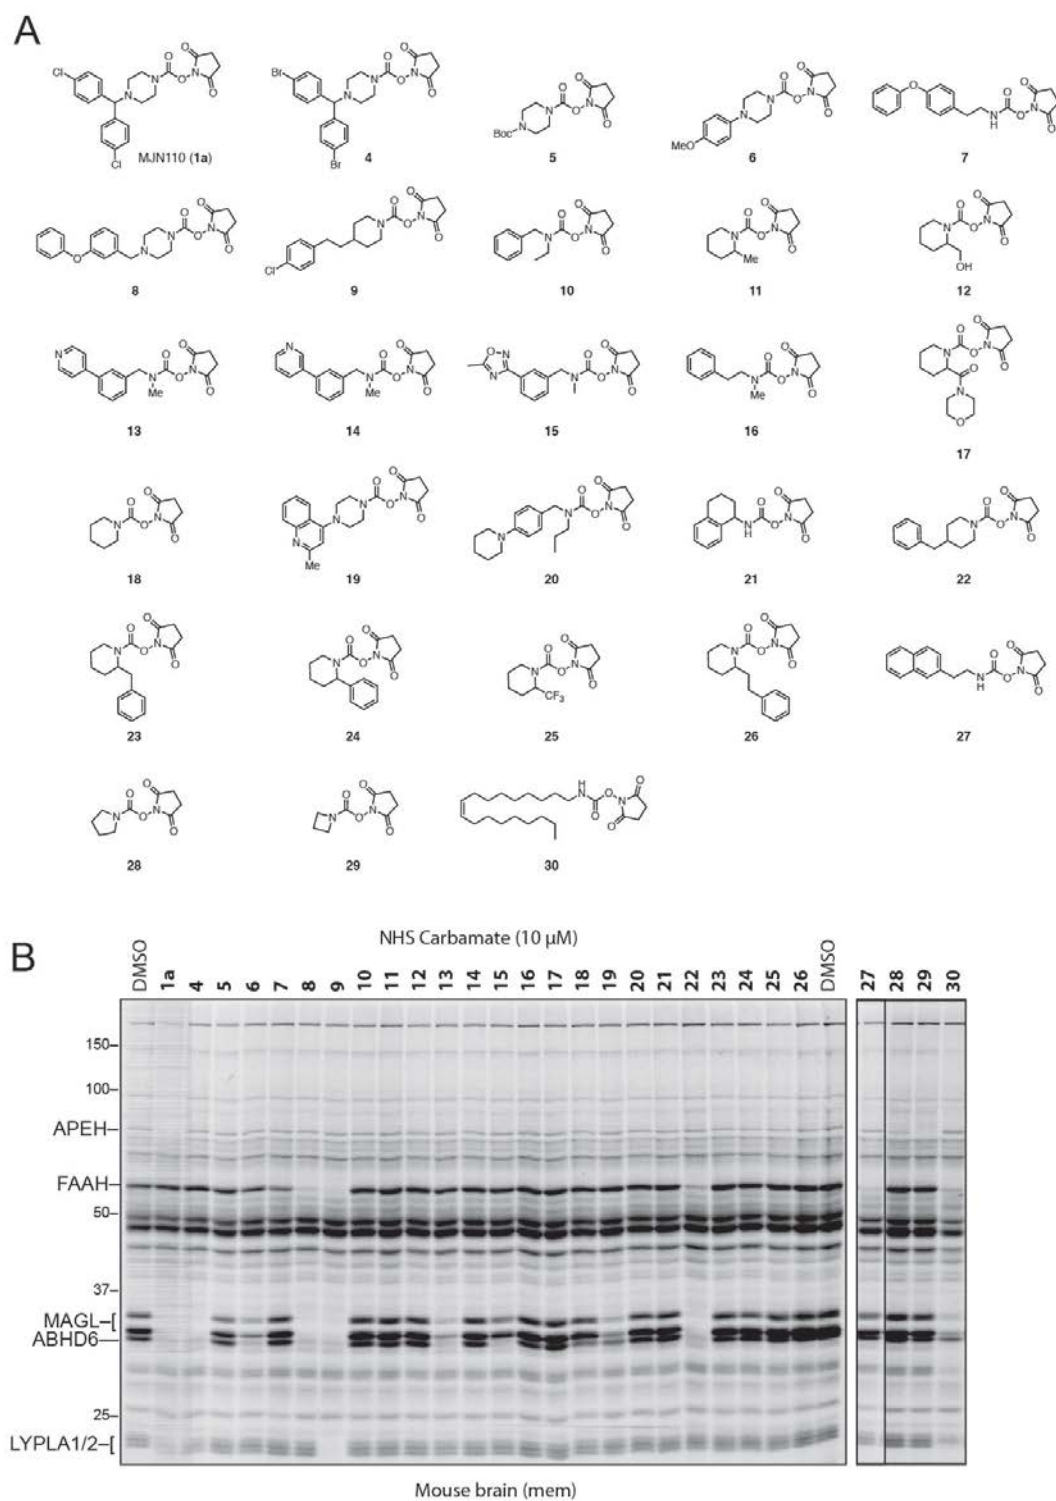 A
MJN110 (1a)
4
5
6
7
8
9
10
11
12
13
14
15
16
17
18
19
20
21
22
23
24
25
26
27
28
29
30
Cl
Cl
Br
Br
Boc
MeO
Cl
Me
OH
Me
Me
Me
Me
CF₃
B
NHS Carbamate (10 μM)
DMSO 1a 4 5 6 7 8 9 10 11 12 13 14 15 16 17 18 19 20 21 22 23 24 25 26 DMSO 27 28 29 30
150–
100–
APEH–
FAAH–
50–
37–
MAGL–[
ABHD6–
25–
LYPLA1/2–[
Mouse brain (mem)